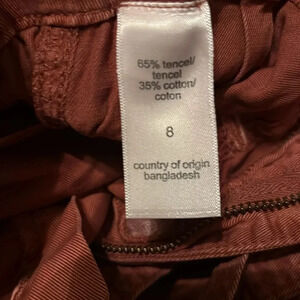 65% tencel/
tencel
35% cotton/
coton
8
country of origin
bangladesh